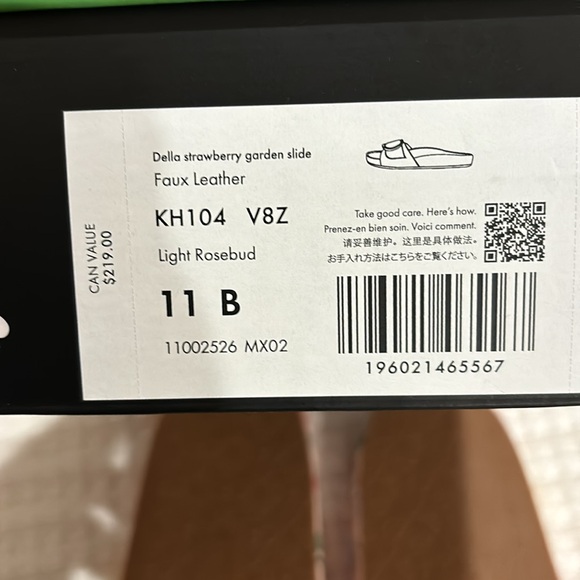 CAN VALUE
$219.00
Della strawberry garden slide
Faux Leather
KH104 V8Z
Light Rosebud
11 B
11002526 MX02
Take good care. Here's how.
Prenez-en bien soin. Voici comment.
请妥善维护。这里是具体做法。
お手入れ方法はこちらをご覧ください。
196021465567